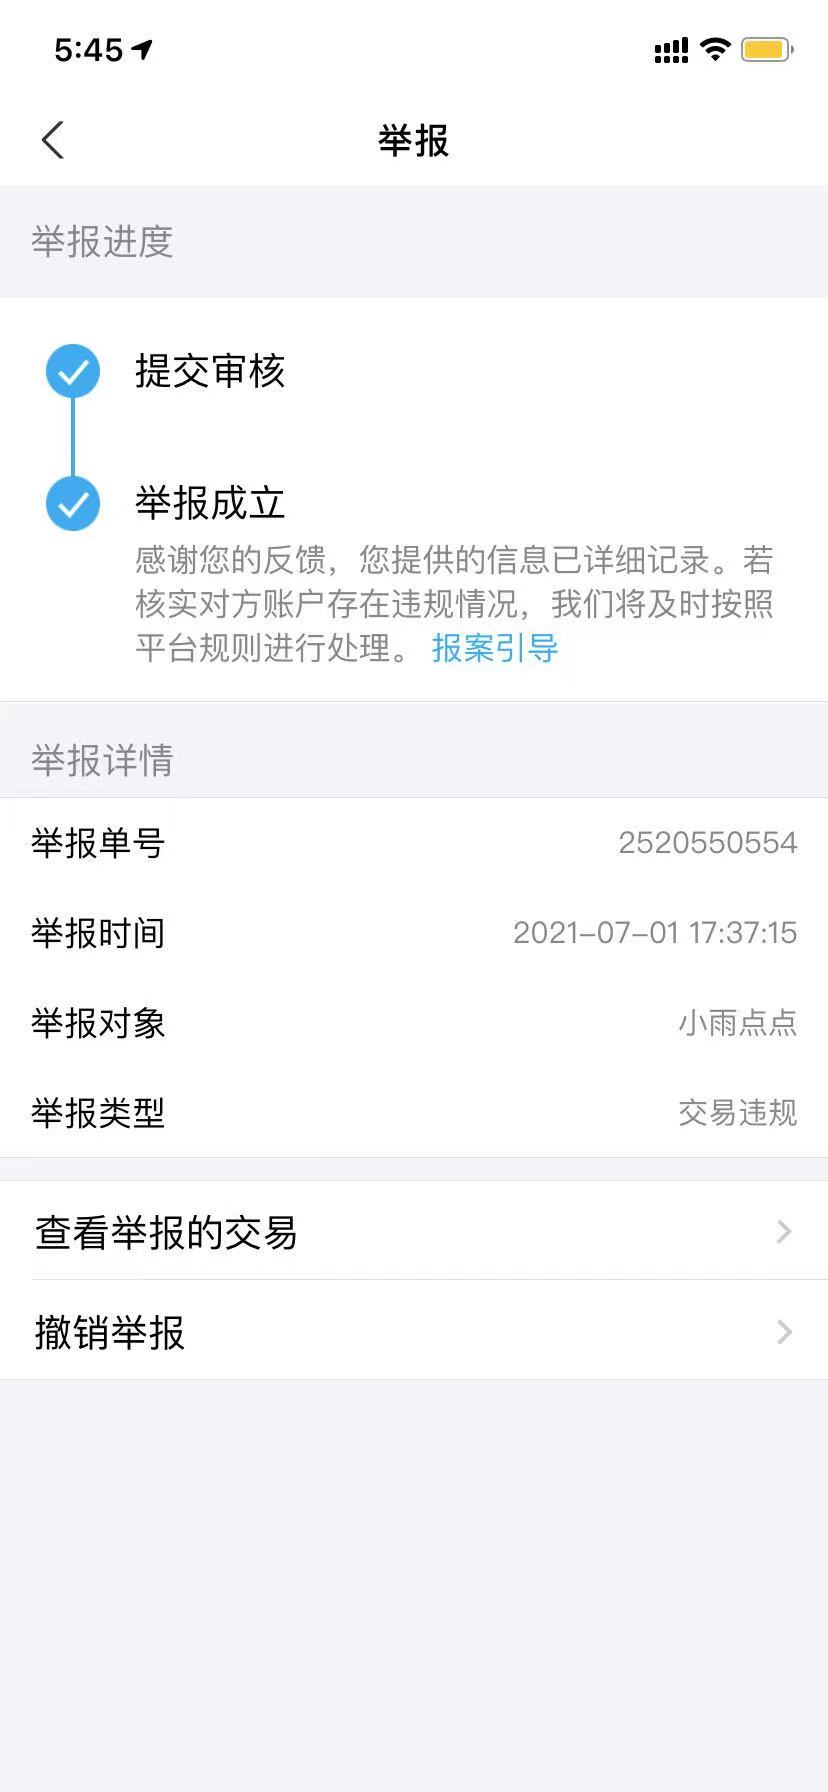 5:45
举报
举报进度
提交审核
举报成立
感谢您的反馈，您提供的信息已详细记录。若
核实对方账户存在违规情况，我们将及时按照
平台规则进行处理。 报案引导
举报详情
举报单号 2520550554
举报时间 2021-07-01 17:37:15
举报对象 小雨点点
举报类型 交易违规
查看举报的交易
撤销举报